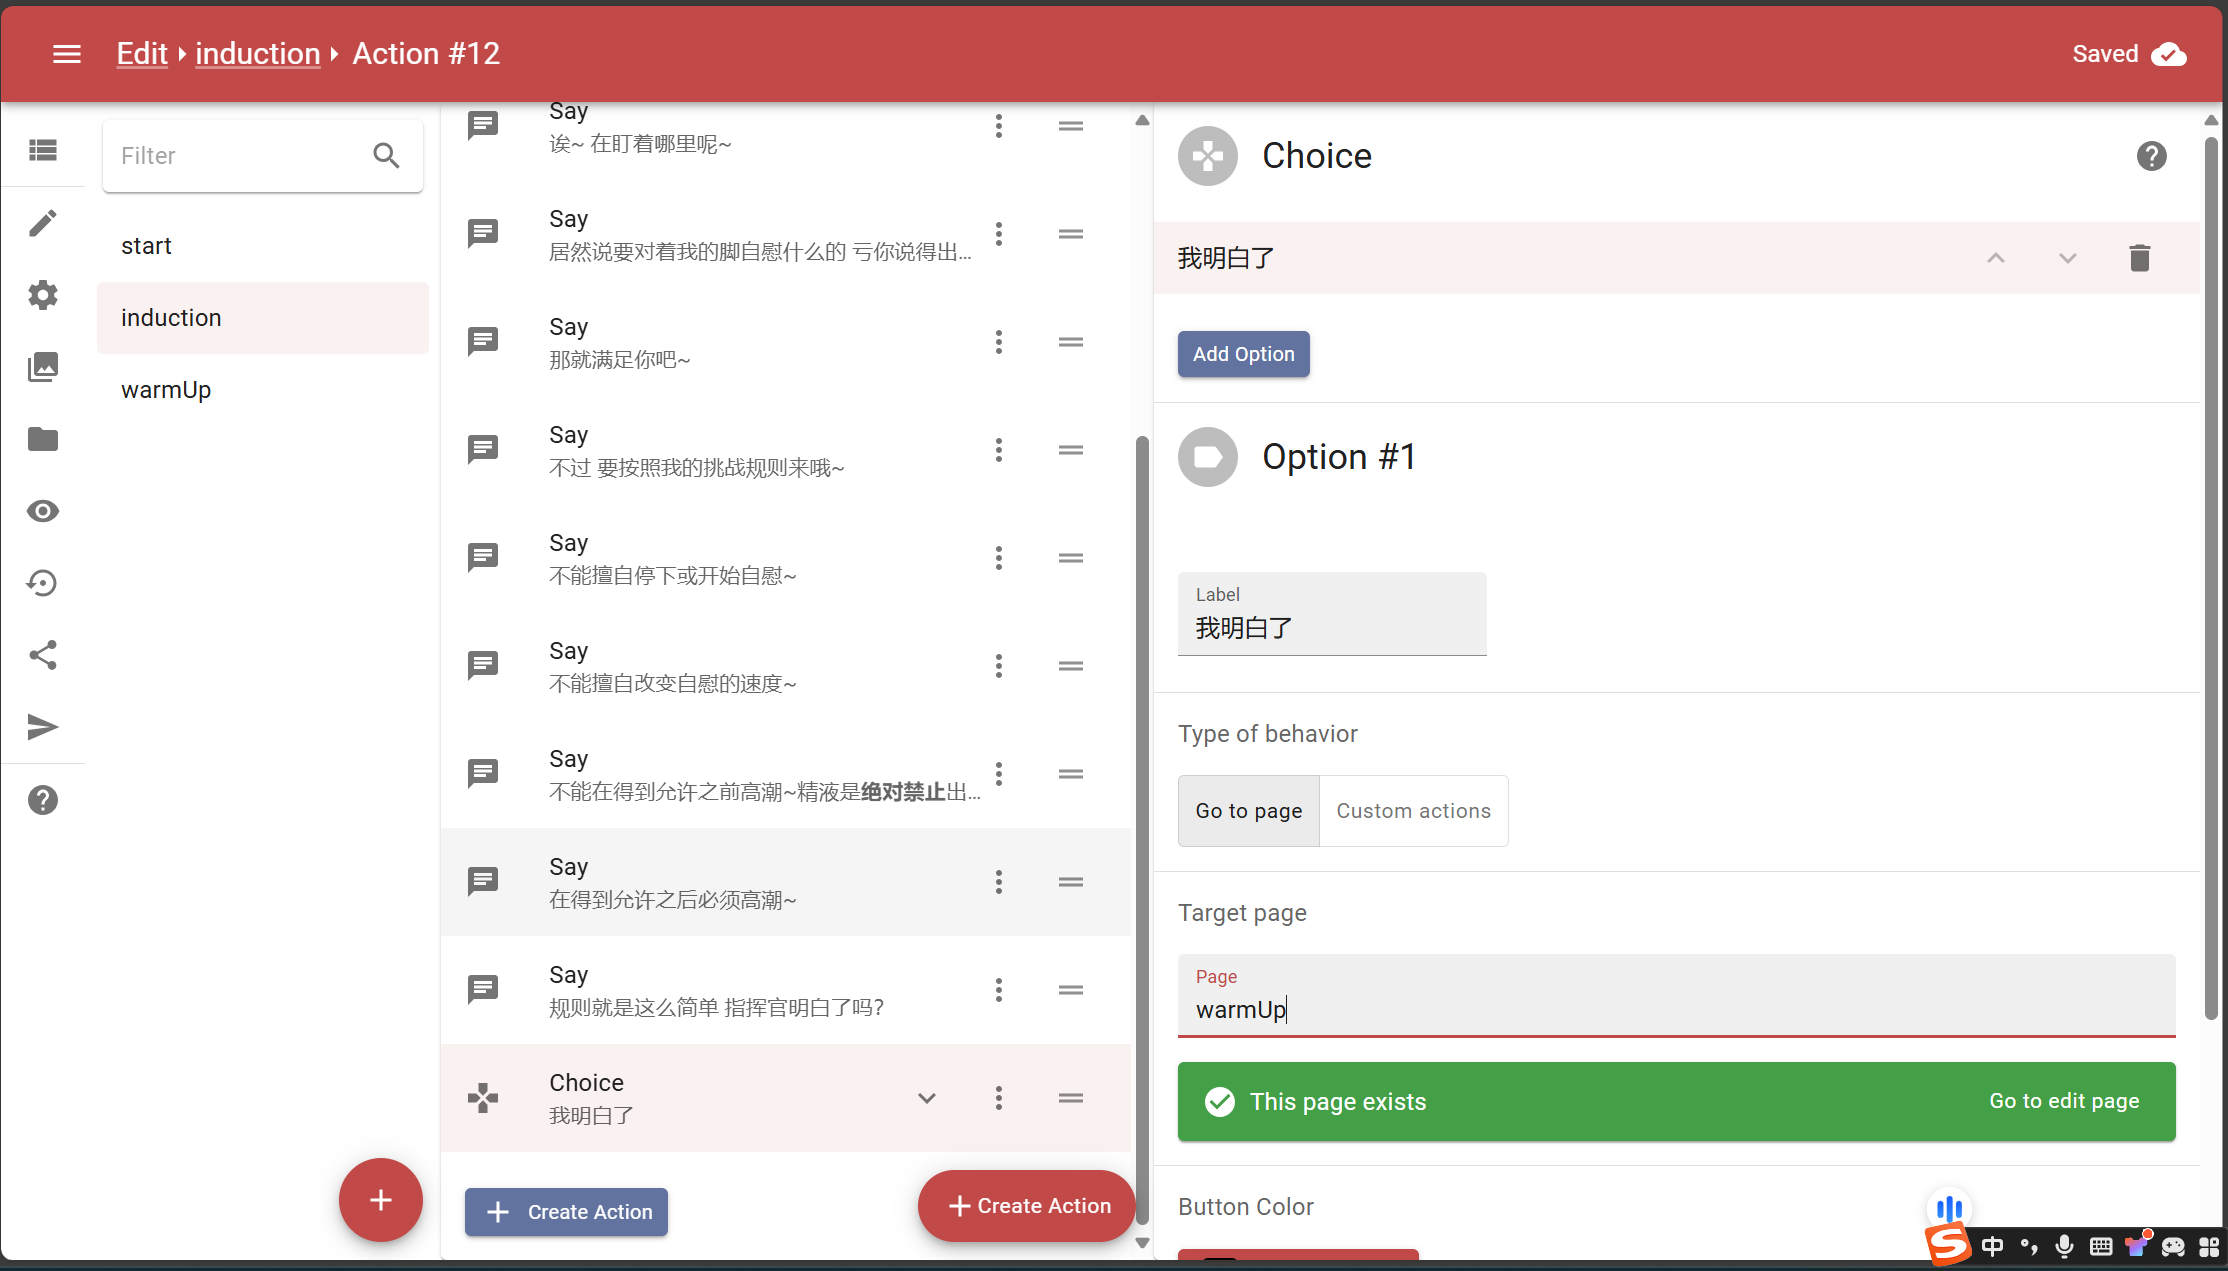 Edit
induction
Action #12
Saved
Filter
start
induction
warmUp
Say
诶~ 在盯着哪里呢~
Say
居然说要对着我的脚自慰什么的 亏你说得出...
Say
那就满足你吧~
Say
不过 要按照我的挑战规则来哦~
Say
不能擅自停下或开始自慰~
Say
不能擅自改变自慰的速度~
Say
不能在得到允许之前高潮~精液是绝对禁止出...
Say
在得到允许之后必须高潮~
Say
规则就是这么简单 指挥官明白了吗?
Choice
我明白了
Create Action
Create Action
Choice
我明白了
Add Option
Option #1
Label
我明白了
Type of behavior
Go to page
Custom actions
Target page
Page
warmUp
This page exists
Go to edit page
Button Color
中